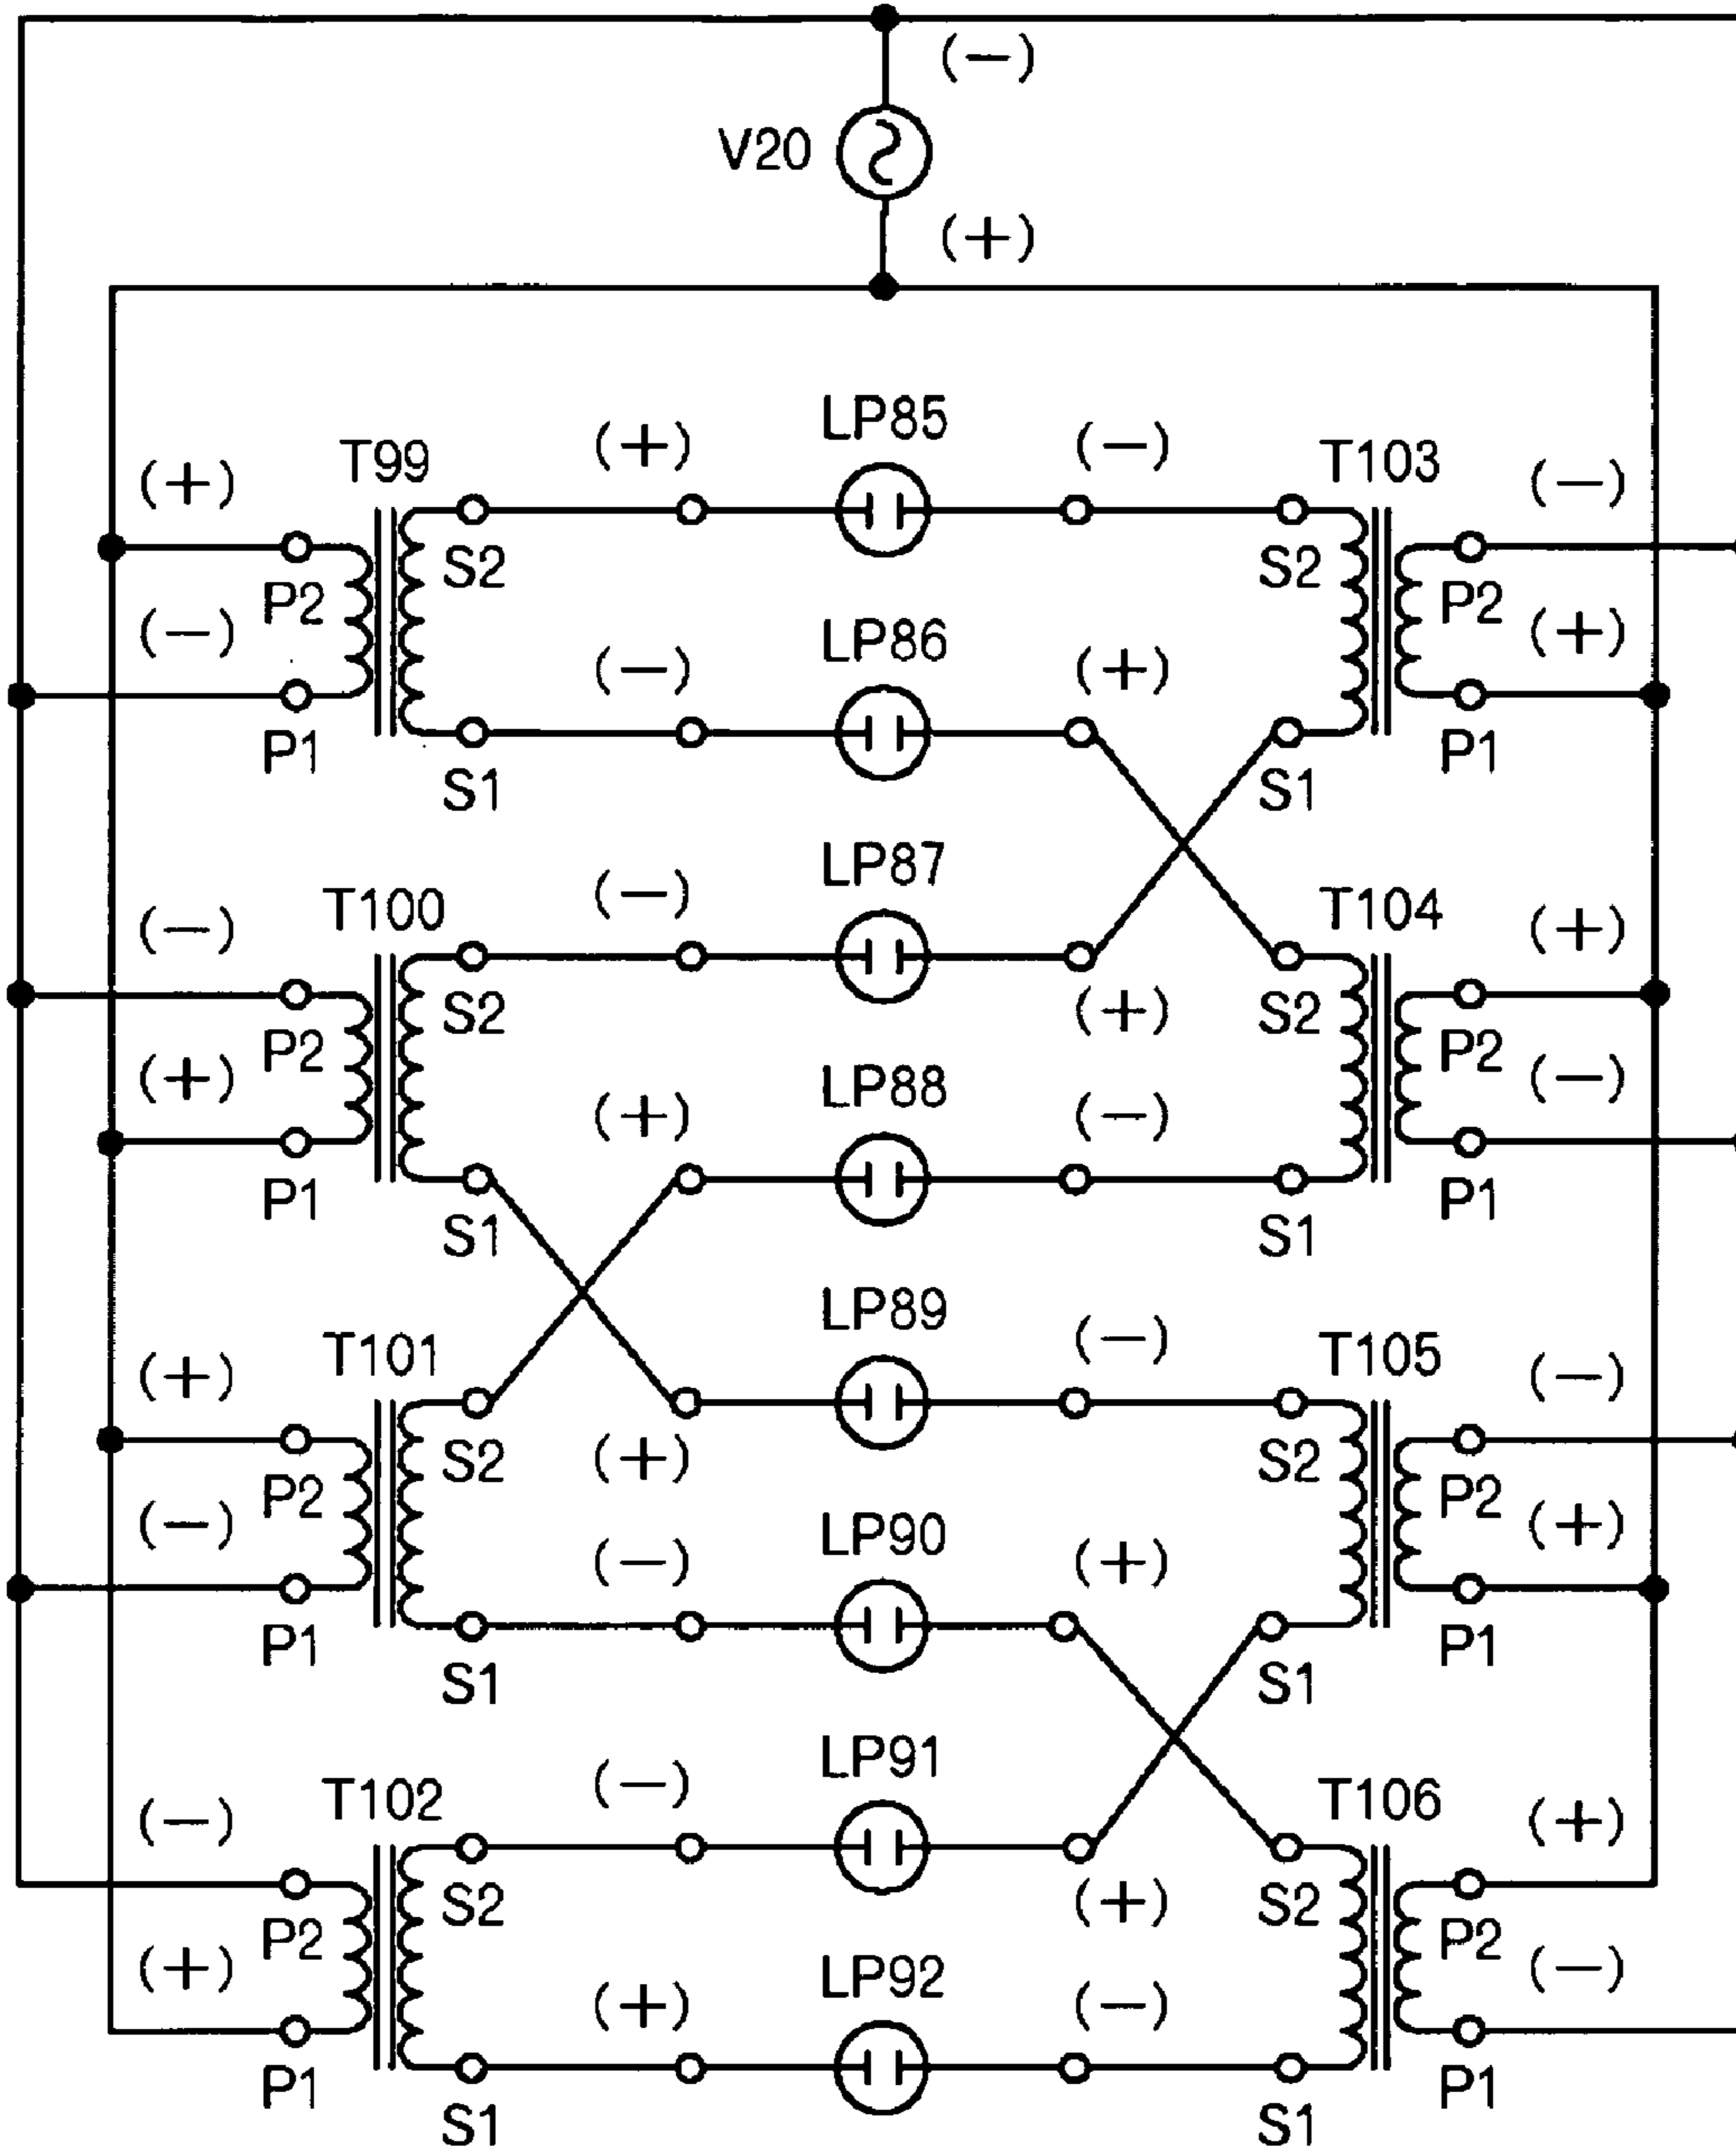 (−)
V20
(+)
LP85
T99 (+) (−) T103
(+) (−)
S2 S2
P2 P2
(−) LP86 (+)
(−) (+)
P1 P1
S1 S1
LP87
T100 (−) T104
(−) (+)
S2 (+) S2
P2 P2
(+) LP88 (−)
(+) (−)
P1 P1
S1 S1
LP89
T101 (−) T105
(+) (−)
S2 (+) S2
P2 P2
(−) LP90 (+)
(−) (+)
P1 P1
S1 S1
LP91
T102 (−) T106
(−) (+)
S2 (+) S2
P2 P2
(+) LP92 (−)
(+) (−)
P1 P1
S1 S1